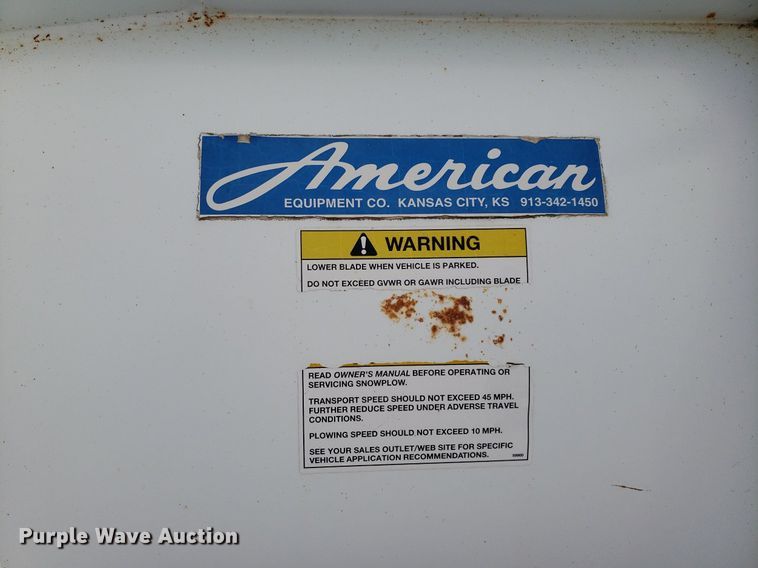 American
EQUIPMENT CO. KANSAS CITY, KS 913-342-1450
WARNING
LOWER BLADE WHEN VEHICLE IS PARKED.
DO NOT EXCEED GVWR OR GAWR INCLUDING BLADE
READ OWNER'S MANUAL BEFORE OPERATING OR
SERVICING SNOWPLOW.
TRANSPORT SPEED SHOULD NOT EXCEED 45 MPH.
FURTHER REDUCE SPEED UNDER ADVERSE TRAVEL
CONDITIONS.
PLOWING SPEED SHOULD NOT EXCEED 10 MPH.
SEE YOUR SALES OUTLET/WEB SITE FOR SPECIFIC
VEHICLE APPLICATION RECOMMENDATIONS.
Purple Wave Auction